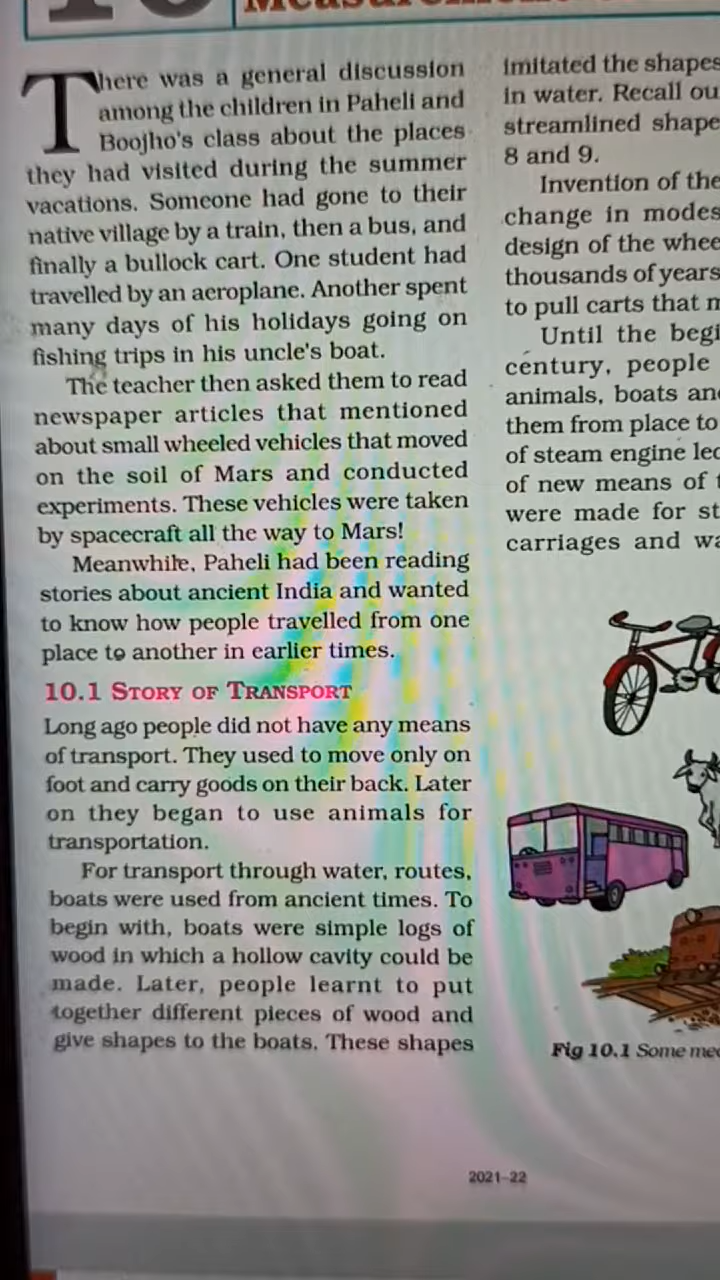 There was a general discussion
among the children in Paheli and
Boojho's class about the places
they had visited during the summer
vacations. Someone had gone to their
native village by a train, then a bus, and
finally a bullock cart. One student had
travelled by an aeroplane. Another spent
many days of his holidays going on
fishing trips in his uncle's boat.
The teacher then asked them to read
newspaper articles that mentioned
about small wheeled vehicles that moved
on the soil of Mars and conducted
experiments. These vehicles were taken
by spacecraft all the way to Mars!
Meanwhile, Paheli had been reading
stories about ancient India and wanted
to know how people travelled from one
place to another in earlier times.
10.1 STORY OF TRANSPORT
Long ago people did not have any means
of transport. They used to move only on
foot and carry goods on their back. Later
on they began to use animals for
transportation.
For transport through water, routes,
boats were used from ancient times. To
begin with, boats were simple logs of
wood in which a hollow cavity could be
made. Later, people learnt to put
together different pieces of wood and
give shapes to the boats. These shapes
imitated the shapes
in water. Recall
streamlined shape
8 and 9.
Invention of the
change in modes
design of the
thousands of years
to pull carts that
Until the
century, people
animals, boats
them from place to
of steam engine
of new means of
were made for
carriages and
Fig 10.1 Some
2021-22